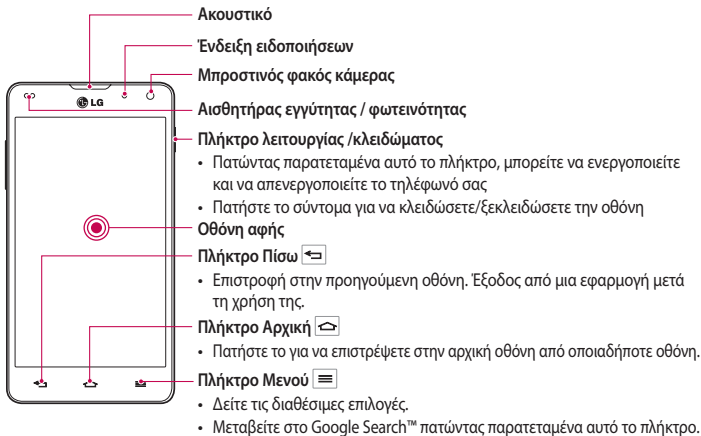 Ακουστικό
Ένδειξη ειδοποιήσεων
Μπροστινός φακός κάμερας
LG
Αισθητήρας εγγύτητας / φωτεινότητας
Πλήκτρο λειτουργίας /κλειδώματος
• Πατώντας παρατεταμένα αυτό το πλήκτρο, μπορείτε να ενεργοποιείτε
και να απενεργοποιείτε το τηλέφωνό σας
• Πατήστε το σύντομα για να κλειδώσετε/ξεκλειδώσετε την οθόνη
Οθόνη αφής
Πλήκτρο Πίσω
• Επιστροφή στην προηγούμενη οθόνη. Έξοδος από μια εφαρμογή μετά
τη χρήση της.
Πλήκτρο Αρχική
• Πατήστε το για να επιστρέψετε στην αρχική οθόνη από οποιαδήποτε οθόνη.
Πλήκτρο Μενού
• Δείτε τις διαθέσιμες επιλογές.
• Μεταβείτε στο Google Search™ πατώντας παρατεταμένα αυτό το πλήκτρο.